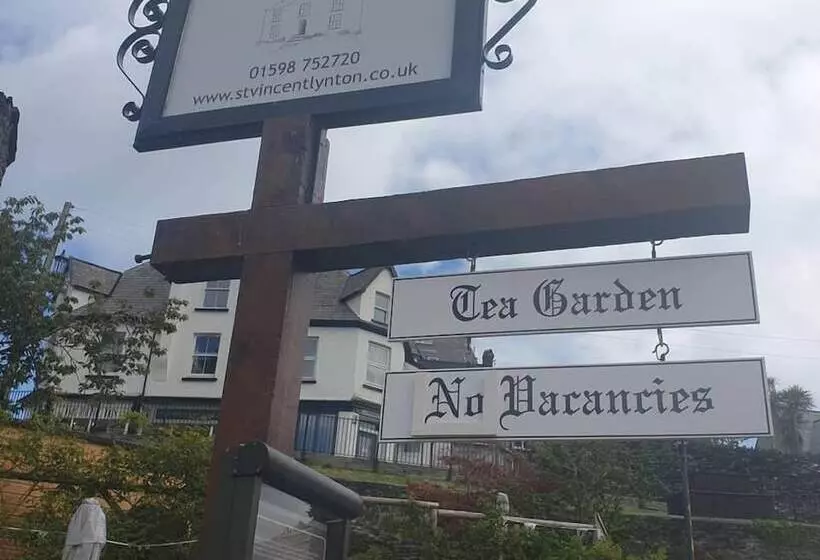 01598 752720
www.stvincentlynton.co.uk
Tea Garden
No Vacancies